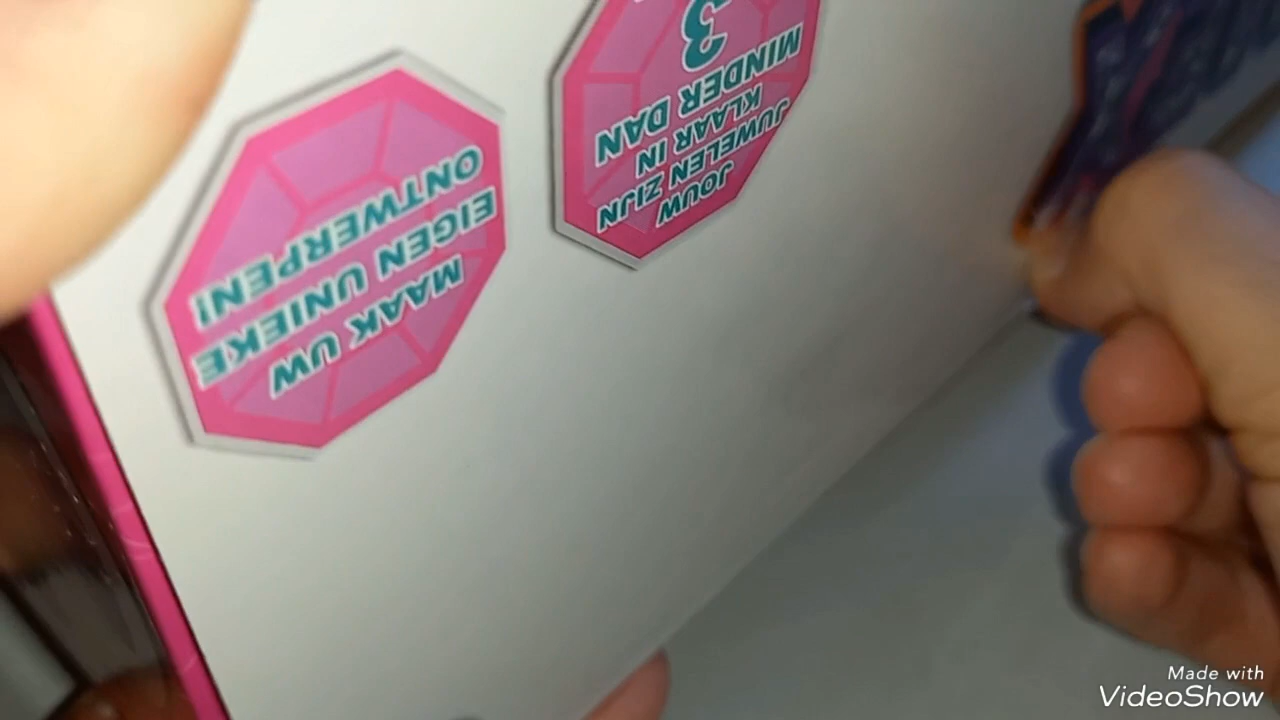 MAAK UW
EIGEN UNIEKE
ONTWERPEN!
JOUW
JUWELEN ZIJN
KLAAR IN
MINDER DAN
3
Made with
VideoShow